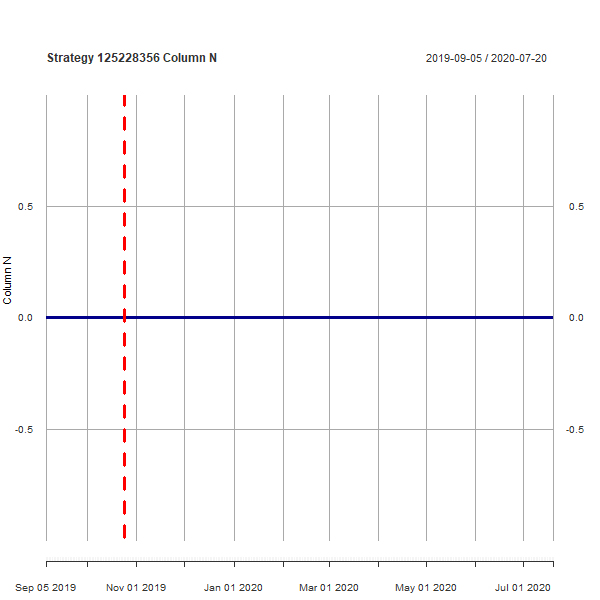 Strategy 125228356 Column N
2019-09-05 / 2020-07-20
0.5
0.5
Column N
0.0
0.0
-0.5
-0.5
Sep 05 2019
Nov 01 2019
Jan 01 2020
Mar 01 2020
May 01 2020
Jul 01 2020